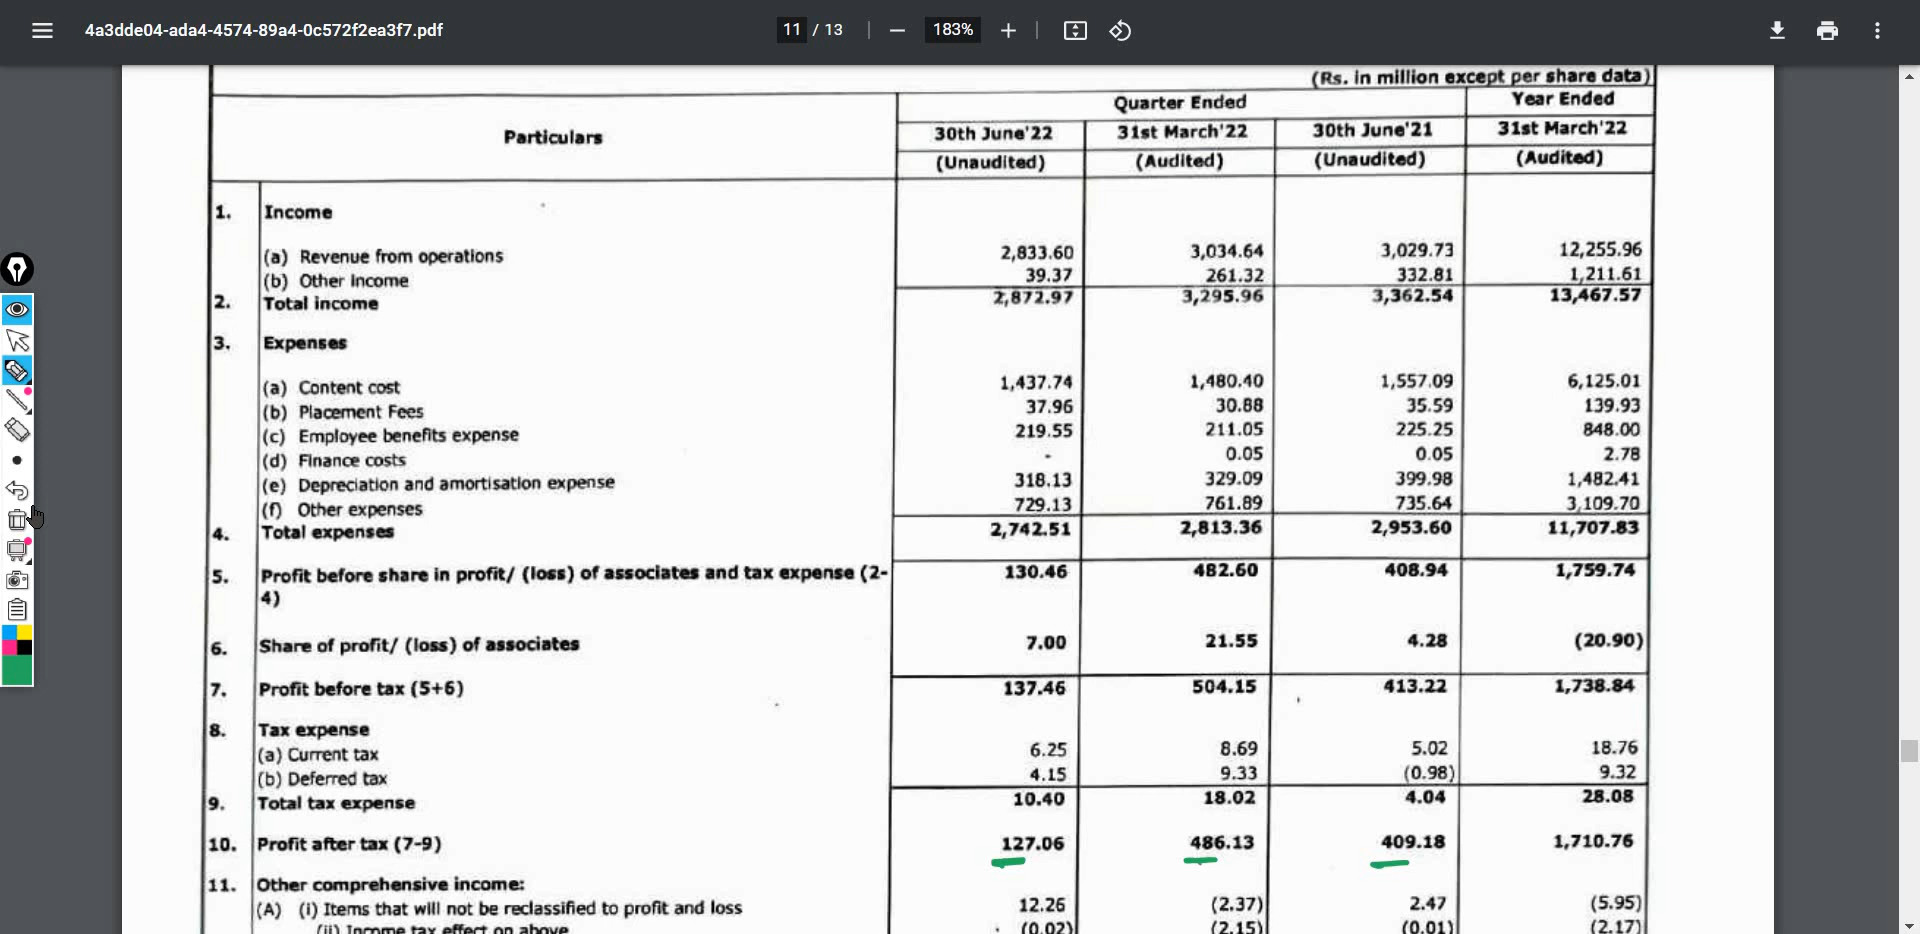 4a3dde04-ada4-4574-89a4-0c572f2ea3f7.pdf 11 / 13 183%
(Rs. in million except per share data)
Particulars Quarter Ended Year Ended
30th June'22 31st March'22 30th June'21 31st March'22
(Unaudited) (Audited) (Unaudited) (Audited)
1. Income
(a) Revenue from operations 2,833.60 3,034.64 3,029.73 12,255.96
(b) Other income 39.37 261.32 332.81 1,211.61
2. Total income 2,872.97 3,295.96 3,362.54 13,467.57
3. Expenses
(a) Content cost 1,437.74 1,480.40 1,557.09 6,125.01
(b) Placement Fees 37.96 30.88 35.59 139.93
(c) Employee benefits expense 219.55 211.05 225.25 848.00
(d) Finance costs - 0.05 0.05 2.78
(e) Depreciation and amortisation expense 318.13 329.09 399.98 1,482.41
(f) Other expenses 729.13 761.89 735.64 3,109.70
4. Total expenses 2,742.51 2,813.36 2,953.60 11,707.83
5. Profit before share in profit/ (loss) of associates and tax expense (2- 130.46 482.60 408.94 1,759.74
4)
6. Share of profit/ (loss) of associates 7.00 21.55 4.28 (20.90)
7. Profit before tax (5+6) 137.46 504.15 413.22 1,738.84
8. Tax expense
(a) Current tax 6.25 8.69 5.02 18.76
(b) Deferred tax 4.15 9.33 (0.98) 9.32
9. Total tax expense 10.40 18.02 4.04 28.08
10. Profit after tax (7-9) 127.06 486.13 409.18 1,710.76
11. Other comprehensive income:
(A) (i) Items that will not be reclassified to profit and loss 12.26 (2.37) 2.47 (5.95)
(ii) Income tax effect on above (0.02) (2.15) (0.01) (2.17)